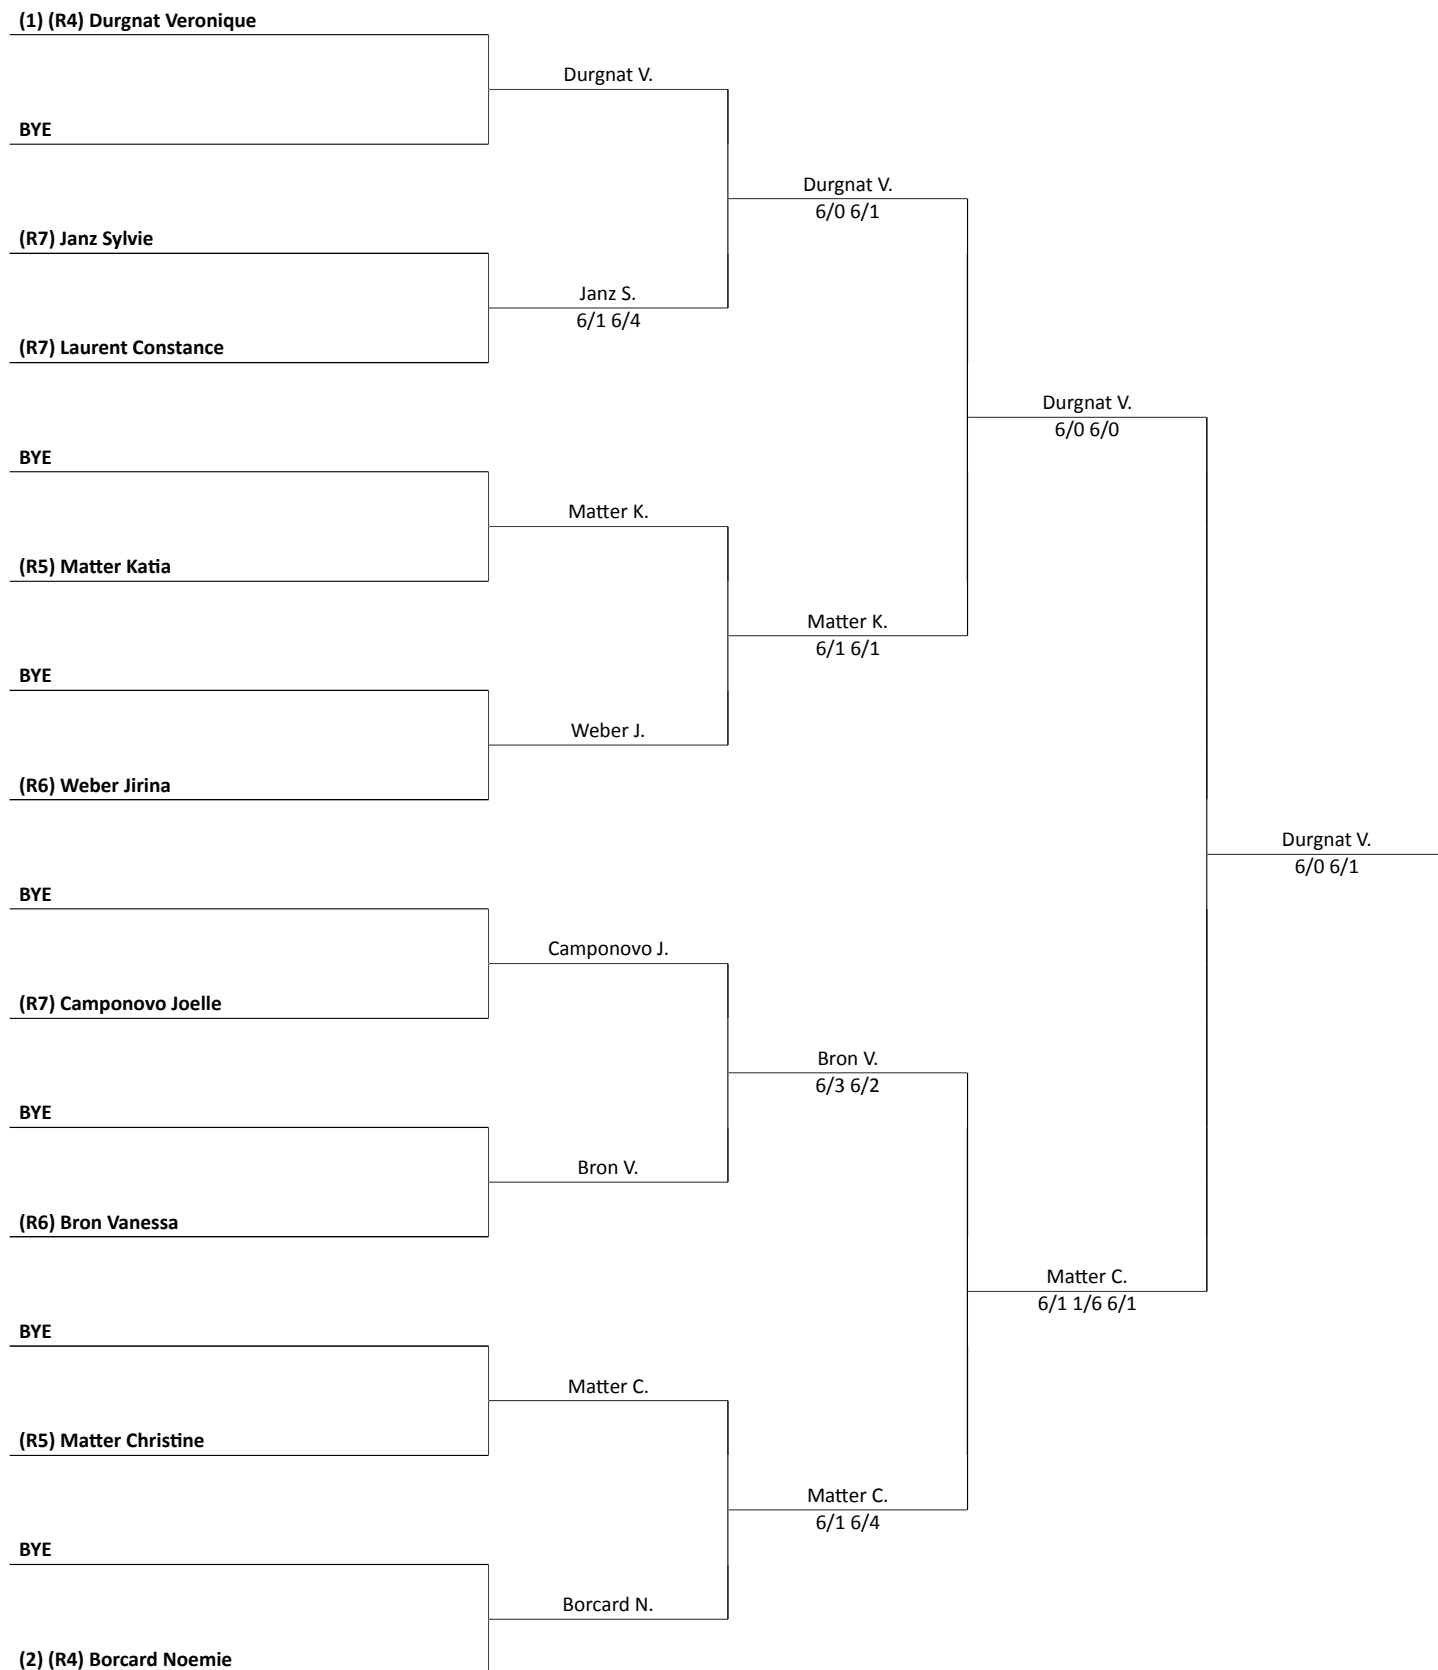 (1) (R4) Durgnat Veronique
Durgnat V.
BYE
Durgnat V.
6/0 6/1
(R7) Janz Sylvie
Janz S.
6/1 6/4
(R7) Laurent Constance
Durgnat V.
6/0 6/0
BYE
Matter K.
(R5) Matter Katia
Matter K.
6/1 6/1
BYE
Weber J.
(R6) Weber Jirina
Durgnat V.
6/0 6/1
BYE
Camponovo J.
(R7) Camponovo Joelle
Bron V.
6/3 6/2
BYE
Bron V.
(R6) Bron Vanessa
Matter C.
6/1 1/6 6/1
BYE
Matter C.
(R5) Matter Christine
Matter C.
6/1 6/4
BYE
Borcard N.
(2) (R4) Borcard Noemie